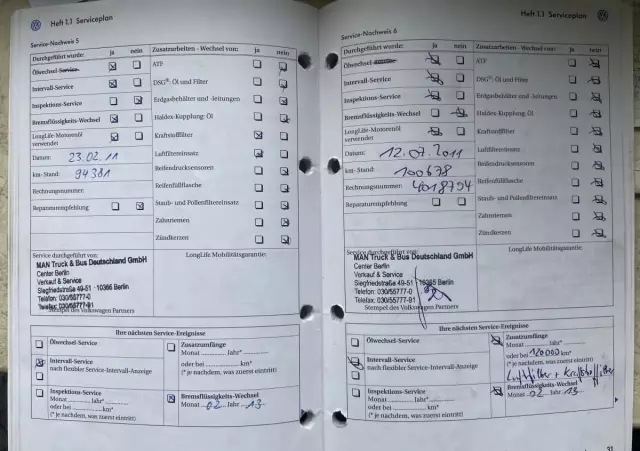 Heft 1.1 Serviceplan
Service-Nachweis 5
Durchgeführt wurde: ja nein
Ölwechsel-Service
Intervall-Service
Inspektions-Service
Bremsflüssigkeits-Wechsel
LongLife-Motorenöl
verwendet
Datum: 23.02.11
km-Stand: 94381
Rechnungsnummer:
Reparaturempfehlung
Zusatzarbeiten - Wechsel von: ja nein
ATF
DSG®: Öl und Filter
Erdgasbehälter und -leitungen
Haldex-Kupplung: Öl
Kraftstofffilter
Luftfiltereinsatz
Reifendrucksensoren
Reifenfüllflasche
Staub- und Pollenfiltereinsatz
Zahnriemen
Zündkerzen
Service durchgeführt von:
MAN Truck & Bus Deutschland GmbH
Center Berlin
Verkauf & Service
Siegfriedstraße 49-51 · 10365 Berlin
Telefon: 030/55777-0
Telefax: 030/55777-91
Stempel des Volkswagen Partners
LongLife Mobilitätsgarantie:
Ihre nächsten Service-Ereignisse
Ölwechsel-Service
Intervall-Service
nach flexibler Service-Intervall-Anzeige
Inspektions-Service
Monat Jahr*
oder bei km*
(* je nachdem, was zuerst eintritt)
Zusatzumfänge
Monat Jahr*
oder bei km*
(* je nachdem, was zuerst eintritt)
Bremsflüssigkeits-Wechsel
Monat 02 Jahr 13
Heft 1.1 Serviceplan
Service-Nachweis 6
Durchgeführt wurde: ja nein
Ölwechsel-Service
Intervall-Service
Inspektions-Service
Bremsflüssigkeits-Wechsel
LongLife-Motorenöl
verwendet
Datum: 12.07.2011
km-Stand: 100678
Rechnungsnummer: 4018794
Reparaturempfehlung
Zusatzarbeiten - Wechsel von: ja nein
ATF
DSG®: Öl und Filter
Erdgasbehälter und -leitungen
Haldex-Kupplung: Öl
Kraftstofffilter
Luftfiltereinsatz
Reifendrucksensoren
Reifenfüllflasche
Staub- und Pollenfiltereinsatz
Zahnriemen
Zündkerzen
Service durchgeführt von:
MAN Truck & Bus Deutschland GmbH
Center Berlin
Verkauf & Service
Siegfriedstraße 49-51 · 10365 Berlin
Telefon: 030/55777-0
Telefax: 030/55777-91
Stempel des Volkswagen Partners
LongLife Mobilitätsgarantie:
Ihre nächsten Service-Ereignisse
Ölwechsel-Service
Intervall-Service
nach flexibler Service-Intervall-Anzeige
Inspektions-Service
Monat Jahr*
oder bei km*
(* je nachdem, was zuerst eintritt)
Zusatzumfänge
Monat Jahr*
oder bei 120000 km*
(* je nachdem, was zuerst eintritt)
Luftfilter +
Bremsflüssigkeits-Wechsel
Monat 02 Jahr 13
31